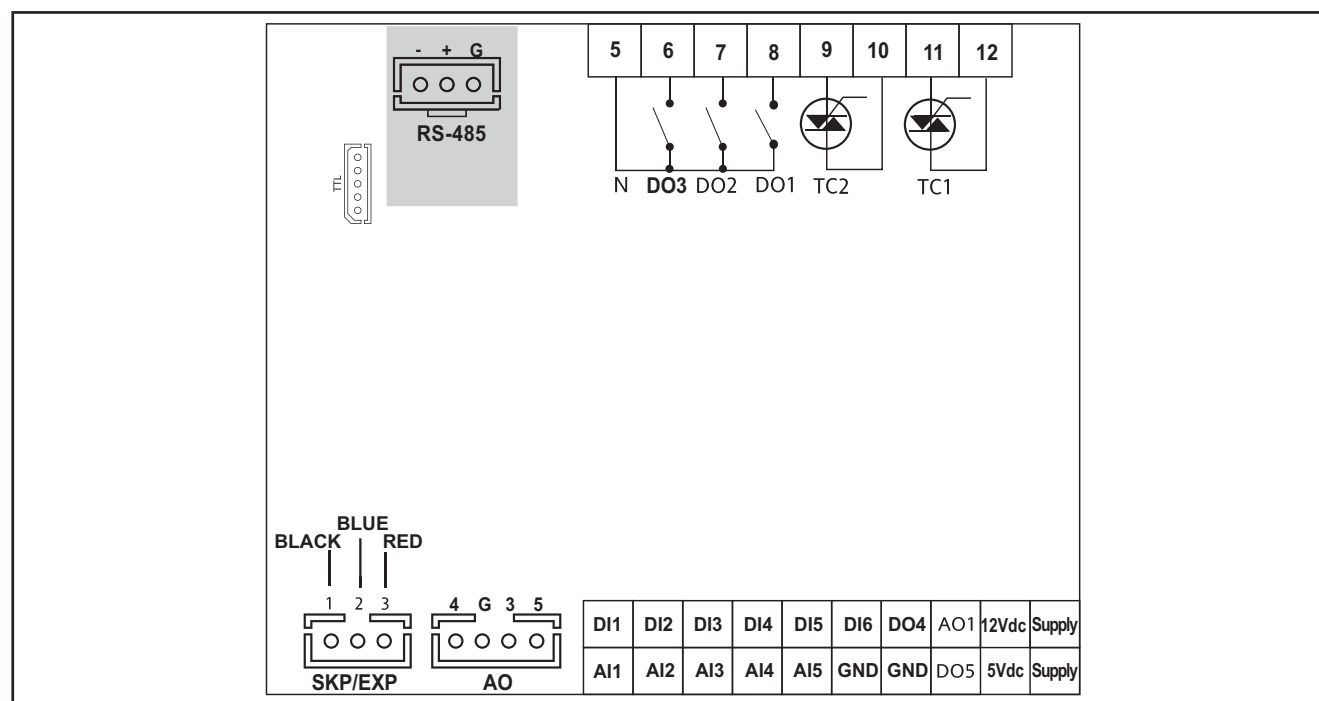 - + G
RS-485
TTL
5 6 7 8 9 10 11 12
N DO3 DO2 DO1 TC2 TC1
BLUE
BLACK RED
1 2 3
SKP/EXP
4 G 3 5
AO
DI1 DI2 DI3 DI4 DI5 DI6 DO4 AO1 12Vdc Supply
AI1 AI2 AI3 AI4 AI5 GND GND DO5 5Vdc Supply